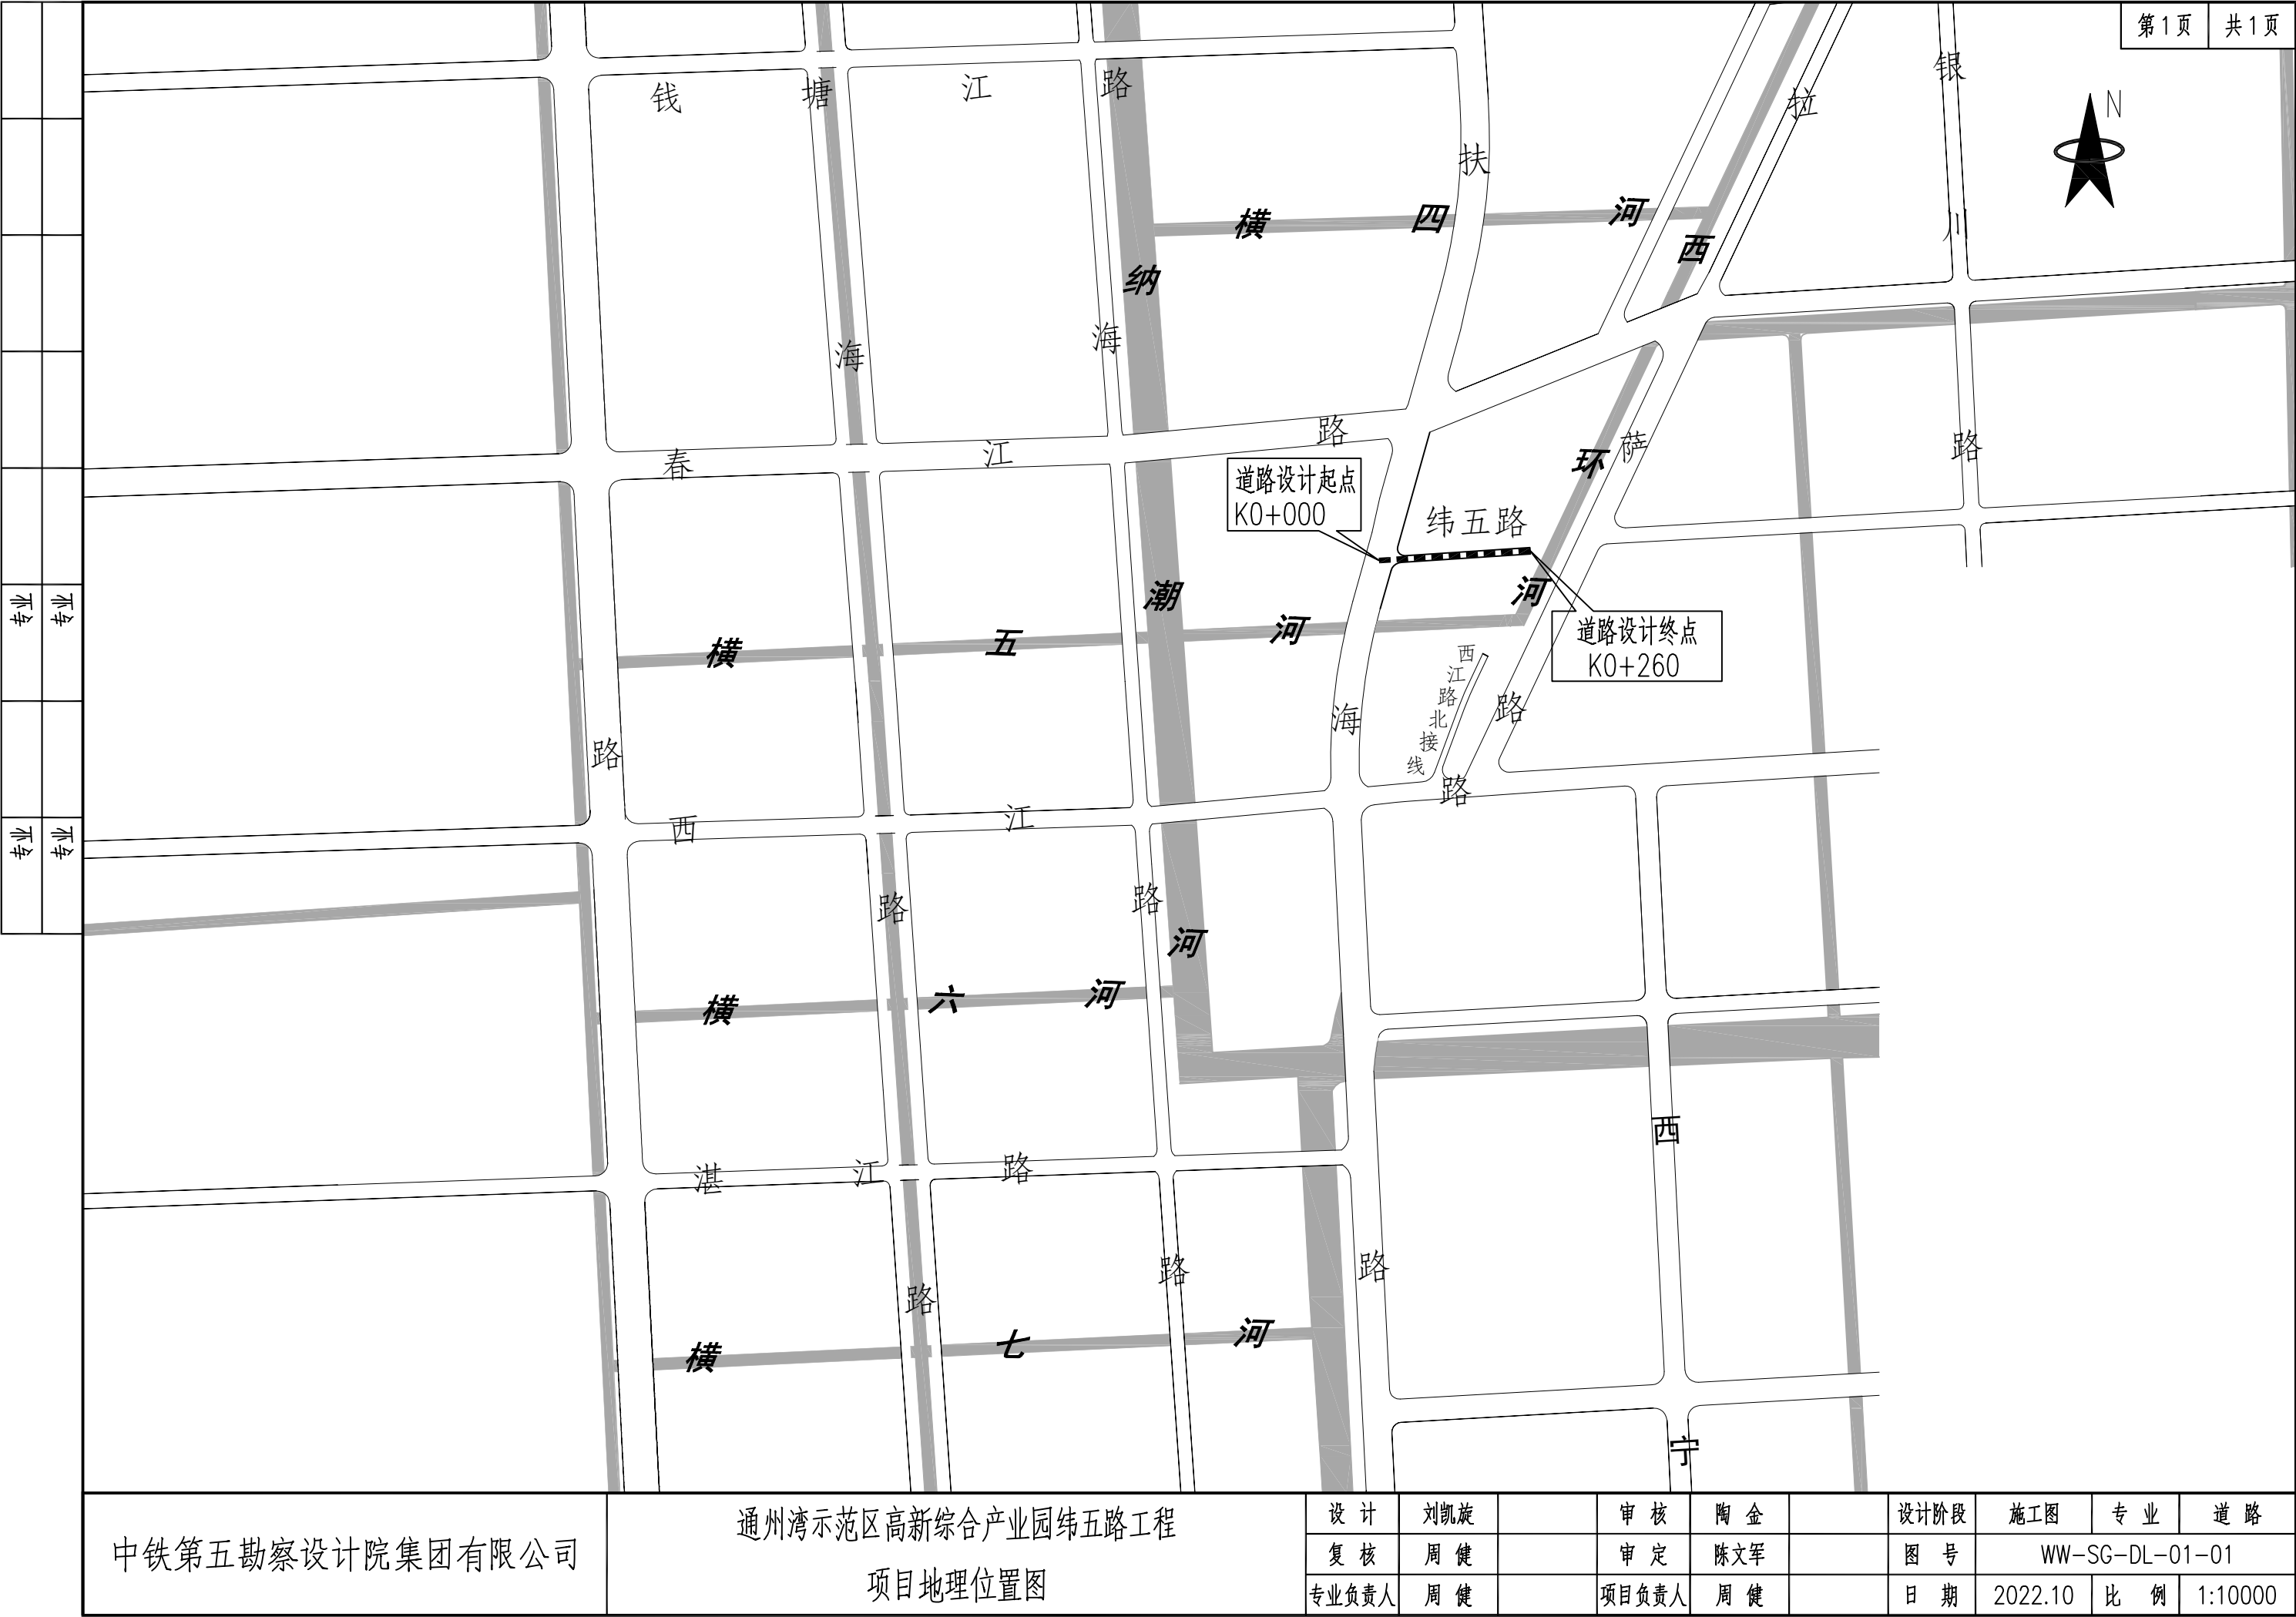 第 1 页 共 1 页
N
钱 塘 江 路
扶
拉
银
川
路
横 四 河
西
环
河
纳
潮
河
海
海
春 江 路
萨
道路设计起点
K0+000
纬五路
道路设计终点
K0+260
横 五 河
西江路北接线
路
海
路
西 江 路
路
路
横 六 河
西
宁
湛 江 路
路
路
路
横 七 河
专 业
专 业
专 业
专 业
中铁第五勘察设计院集团有限公司
通州湾示范区高新综合产业园纬五路工程
项目地理位置图
设 计 刘凯旋 审 核 陶 金 设计阶段 施工图 专 业 道 路
复 核 周 健 审 定 陈文军 图 号 WW-SG-DL-01-01
专业负责人 周 健 项目负责人 周 健 日 期 2022.10 比 例 1:10000